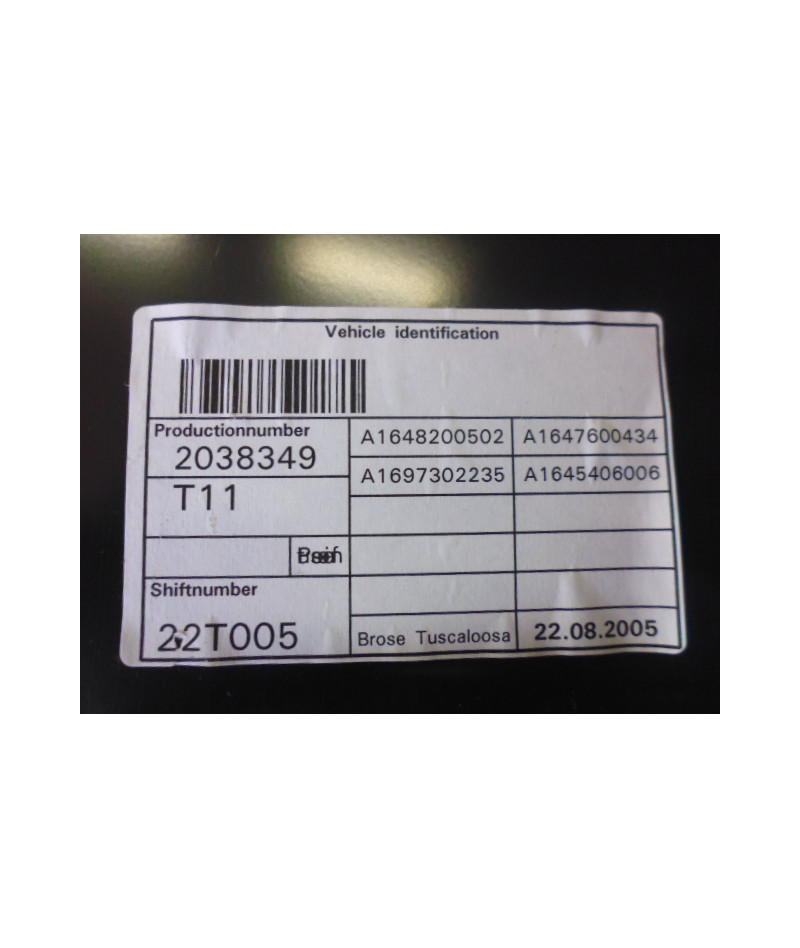 Vehicle identification
Productionnumber
2038349
T11
A1648200502 A1647600434
A1697302235 A1645406006
Shiftnumber
22T005
Brose Tuscaloosa 22.08.2005